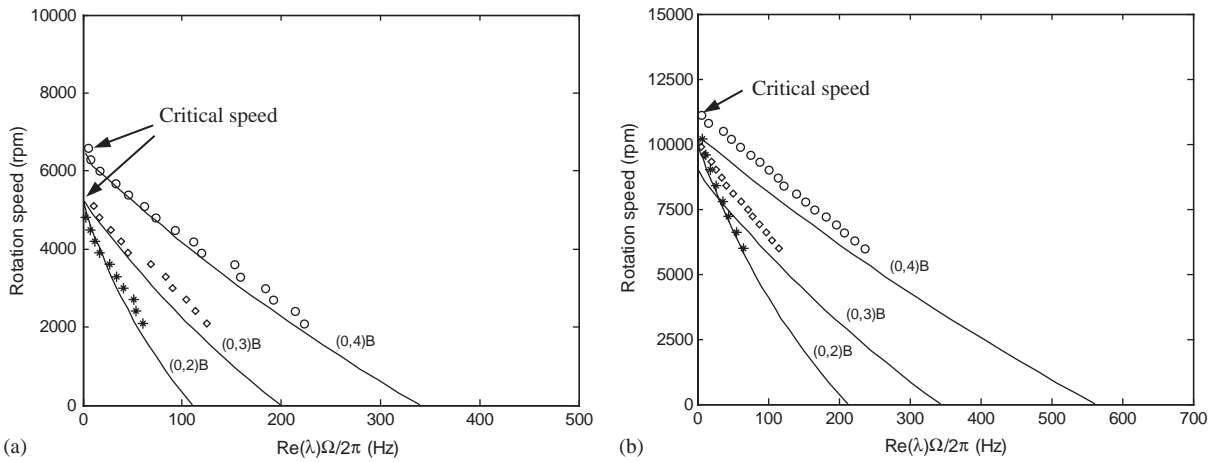 10000
8000
6000
4000
2000
0
Rotation speed (rpm)
Critical speed
(0,2)B
(0,3)B
(0,4)B
0
100
200
300
400
500
Re(λ)Ω/2π (Hz)
(a)
15000
12500
10000
7500
5000
2500
0
Rotation speed (rpm)
Critical speed
(0,4)B
(0,3)B
(0,2)B
0
100
200
300
400
500
600
700
Re(λ)Ω/2π (Hz)
(b)